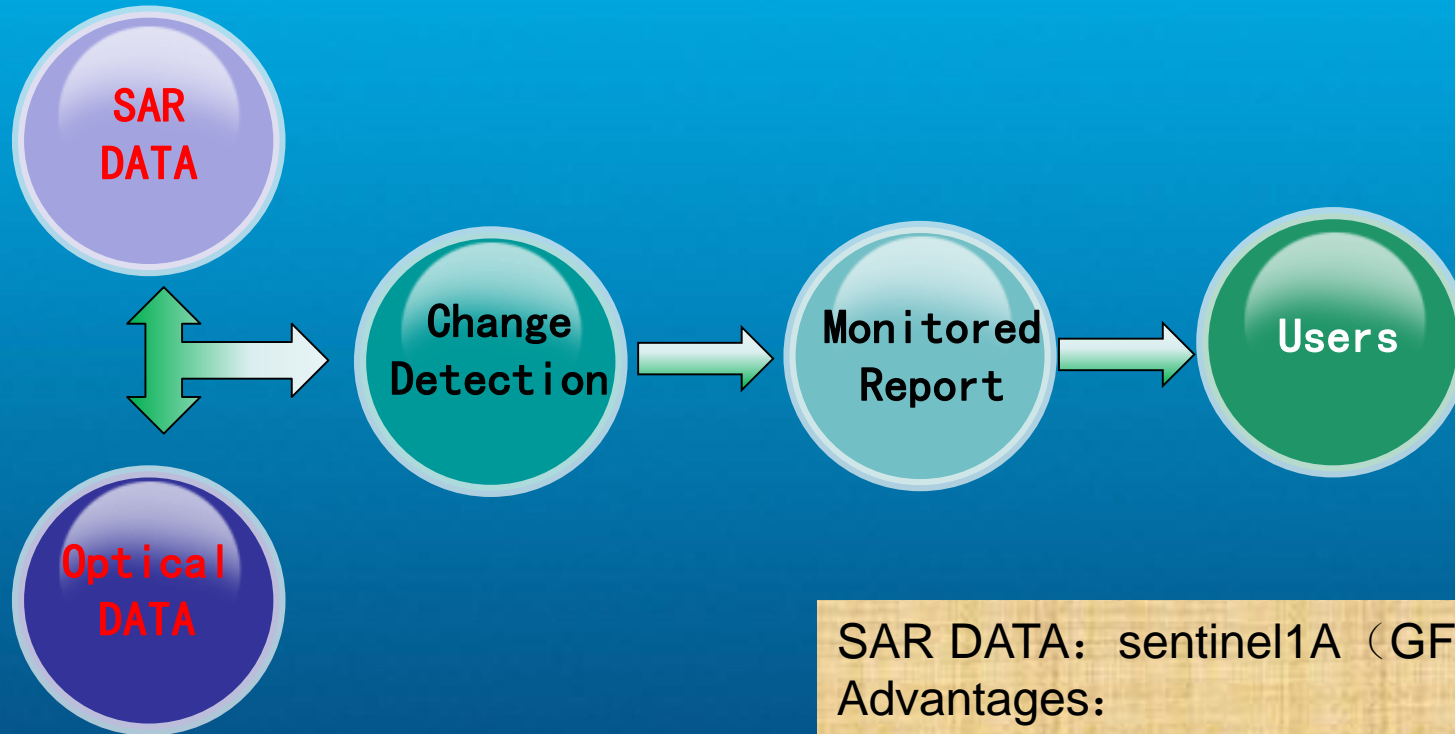 SAR
DATA
Change
Detection
Monitored
Report
Users
Optical
DATA
SAR DATA：sentinel1A（GF
Advantages：